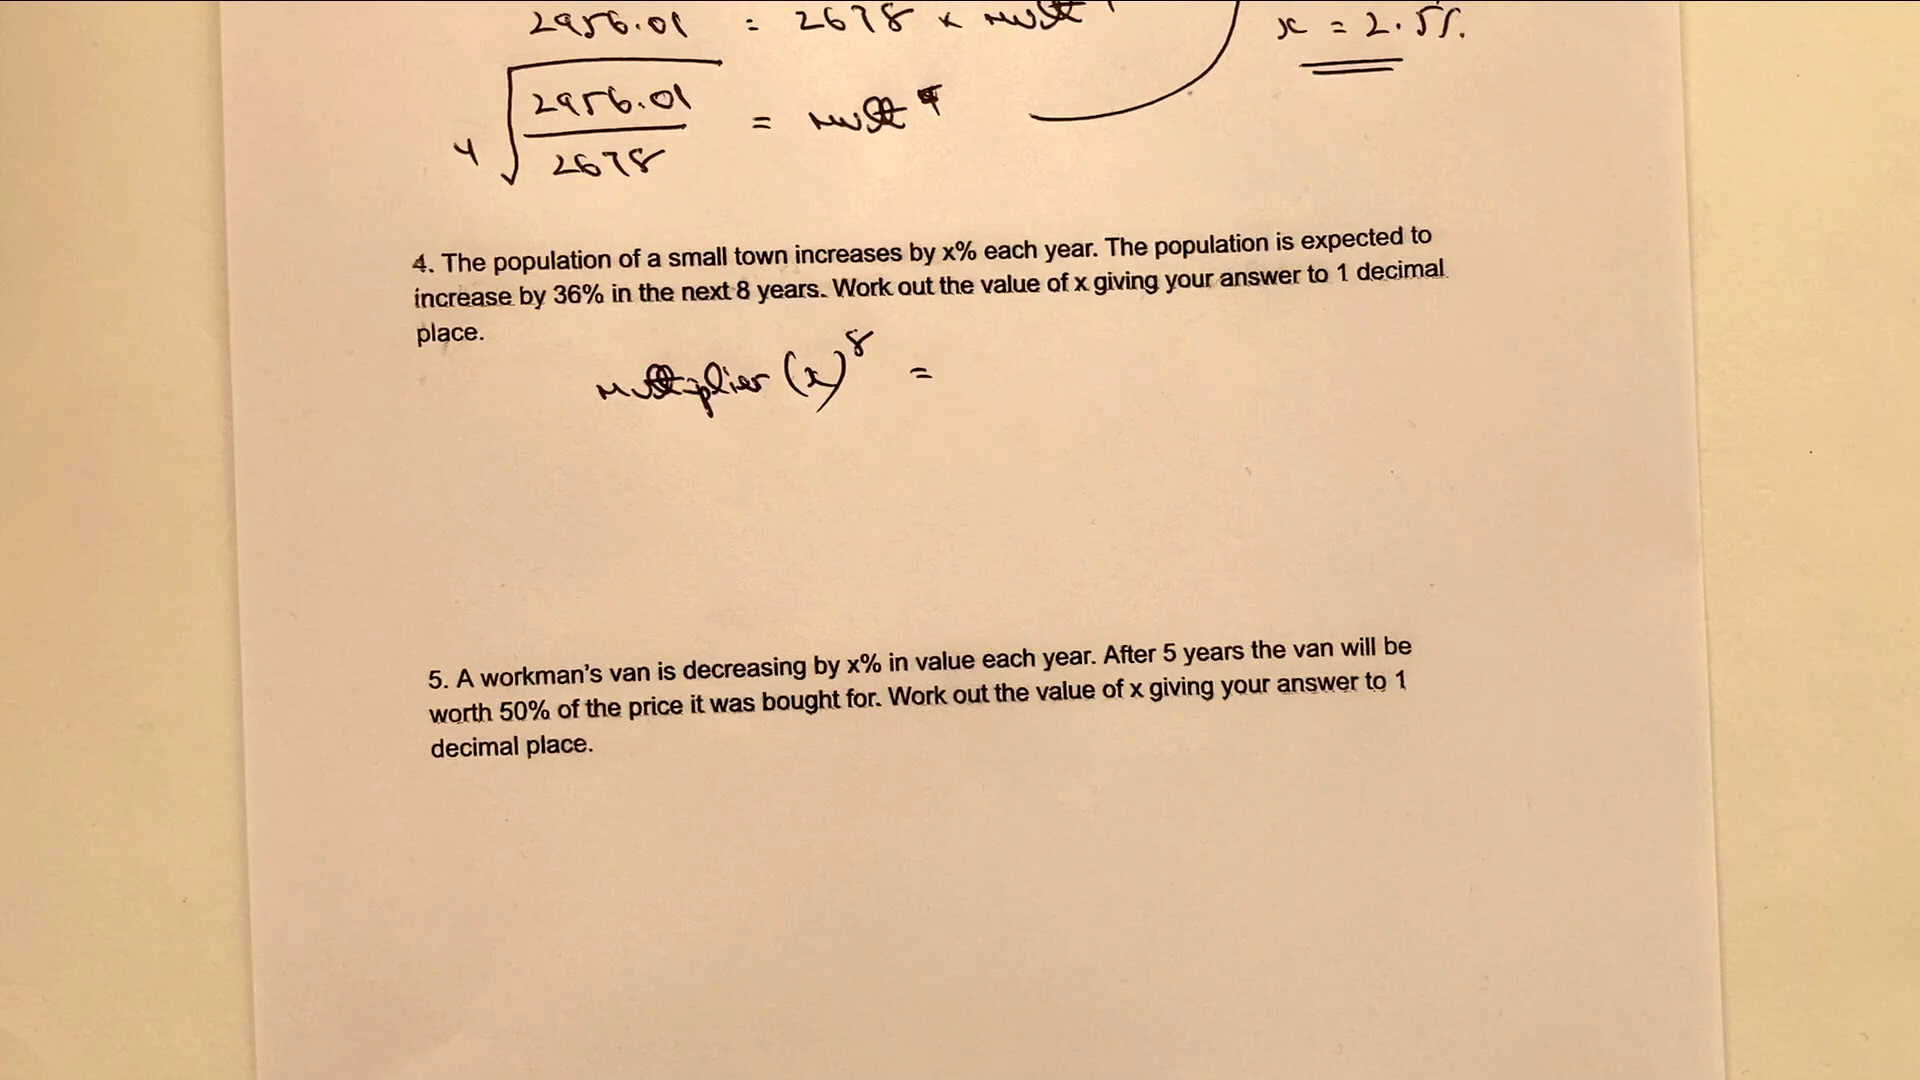 2956.01 = 2678 x mult
x = 2.5%.
4√ 2956.01 / 2678 = mult
4. The population of a small town increases by x% each year. The population is expected to
increase by 36% in the next 8 years. Work out the value of x giving your answer to 1 decimal
place.
multiplier (x)⁸ =
5. A workman's van is decreasing by x% in value each year. After 5 years the van will be
worth 50% of the price it was bought for. Work out the value of x giving your answer to 1
decimal place.